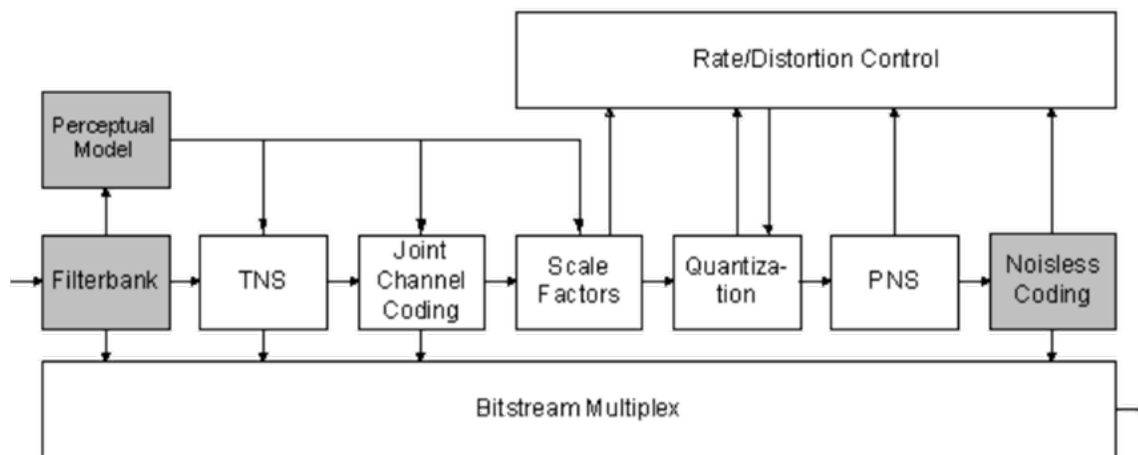 Rate/Distortion Control
Perceptual
Model
Filterbank
TNS
Joint
Channel
Coding
Scale
Factors
Quantiza-
tion
PNS
Noisless
Coding
Bitstream Multiplex